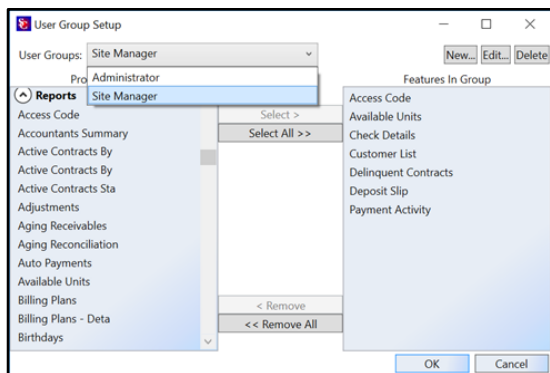 User Group Setup
User Groups: Site Manager
New... Edit... Delete
Administrator
Site Manager
Pro
Features In Group
Reports
Access Code
Accountants Summary
Active Contracts By
Active Contracts By
Active Contracts Sta
Adjustments
Aging Receivables
Aging Reconciliation
Auto Payments
Available Units
Billing Plans
Billing Plans - Deta
Birthdays
Select >
Select All >>
< Remove
<< Remove All
Access Code
Available Units
Check Details
Customer List
Delinquent Contracts
Deposit Slip
Payment Activity
OK
Cancel